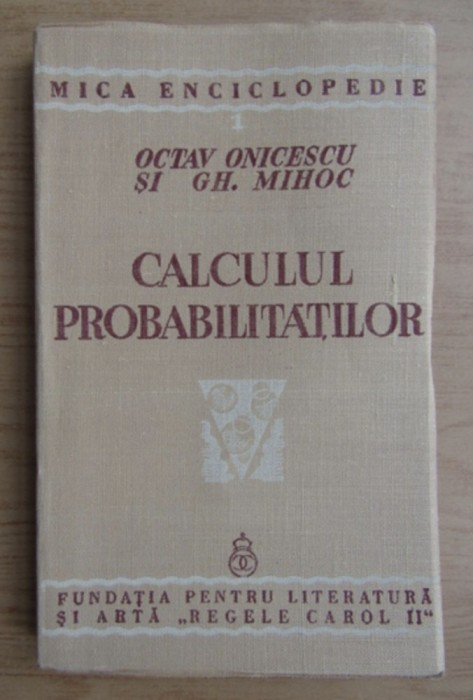 MICA ENCICLOPEDIE
1
OCTAV ONICESCU
ȘI GH. MIHOC
CALCULUL
PROBABILITĂȚILOR
FUNDAȚIA PENTRU LITERATURĂ
ȘI ARTĂ „REGELE CAROL II"